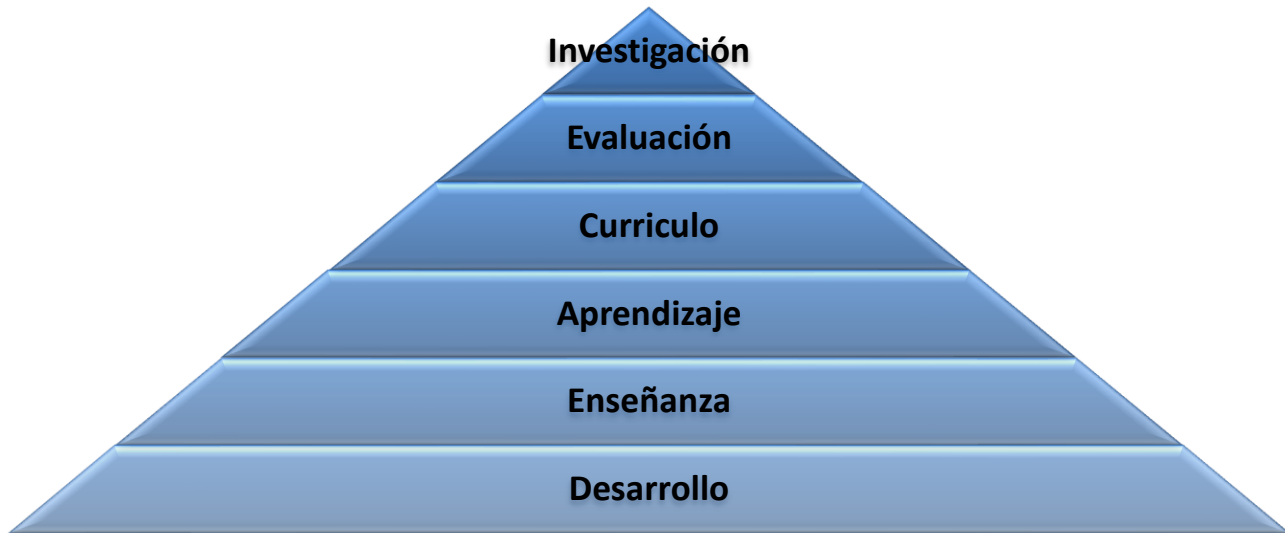 Investigación
Evaluación
Curriculo
Aprendizaje
Enseñanza
Desarrollo